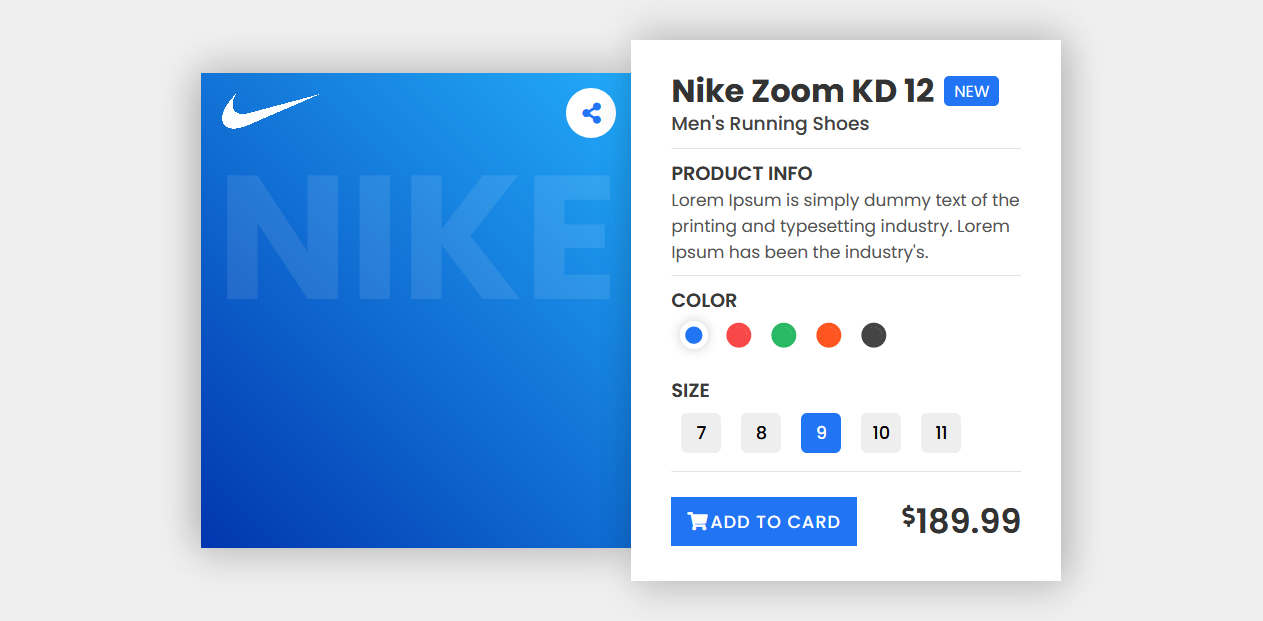 NIKE
Nike Zoom KD 12 NEW
Men's Running Shoes
PRODUCT INFO
Lorem Ipsum is simply dummy text of the
printing and typesetting industry. Lorem
Ipsum has been the industry's.
COLOR
SIZE
7 8 9 10 11
ADD TO CARD $189.99